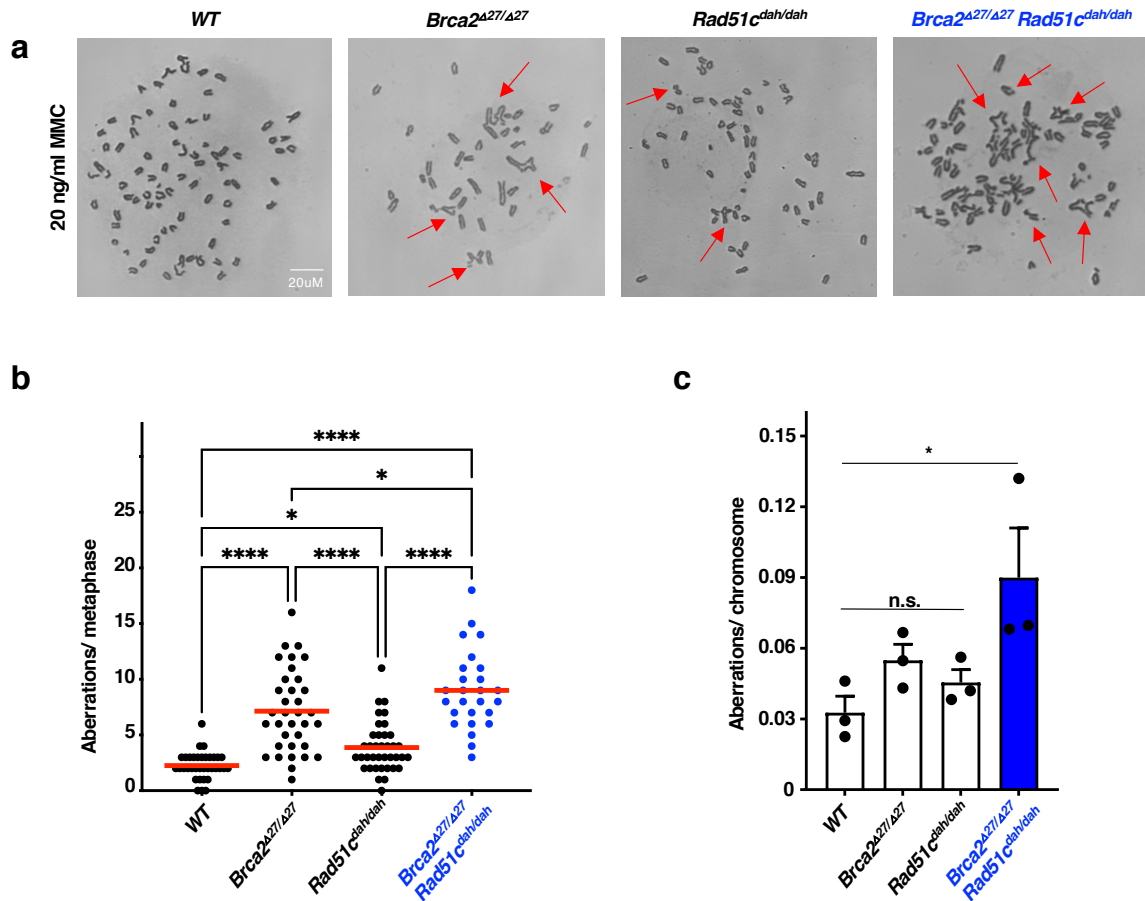 WT
Brca2Δ27/Δ27
Rad51cdah/dah
Brca2Δ27/Δ27 Rad51cdah/dah
a
20 ng/ml MMC
20uM
b
Aberrations/ metaphase
25
20
15
10
5
0
****
*
*
**** **** ****
WT
Brca2Δ27/Δ27
Rad51cdah/dah
Brca2Δ27/Δ27
Rad51cdah/dah
c
Aberrations/ chromosome
0.15
0.12
0.09
0.06
0.03
0
*
n.s.
WT
Brca2Δ27/Δ27
Rad51cdah/dah
Brca2Δ27/Δ27
Rad51cdah/dah